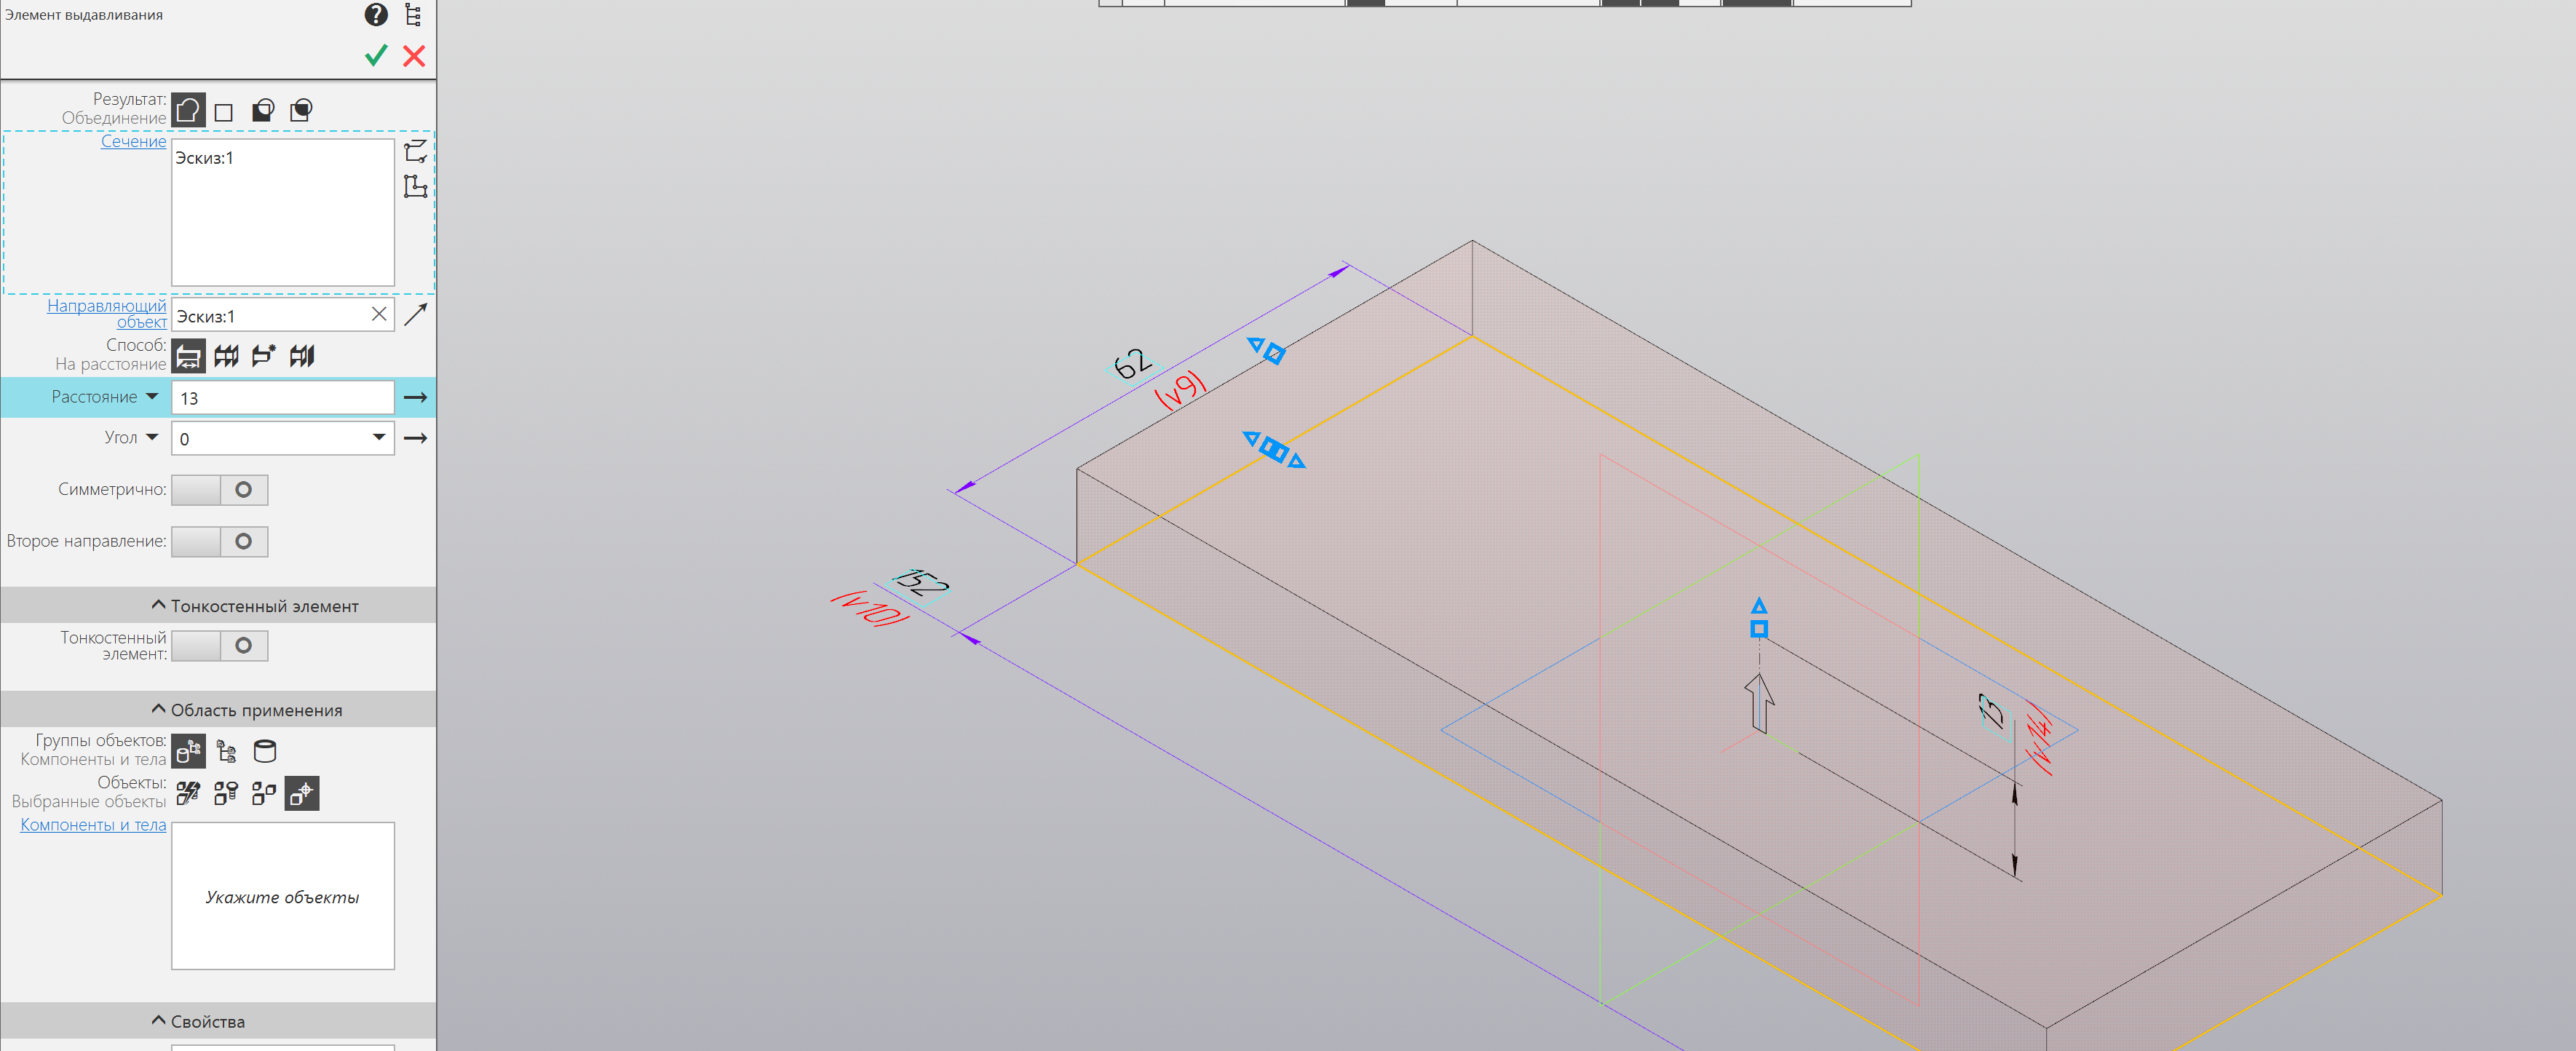 Элемент выдавливания
Результат:
Объединение
Сечение
Эскиз:1
Направляющий
объект
Эскиз:1
Способ:
На расстояние
Расстояние
13
Угол
0
Симметрично:
Второе направление:
Тонкостенный элемент
Тонкостенный
элемент:
Область применения
Группы объектов:
Компоненты и тела
Объекты:
Выбранные объекты
Компоненты и тела
Укажите объекты
Свойства
62
(v9)
152
(v10)
13
(v14)